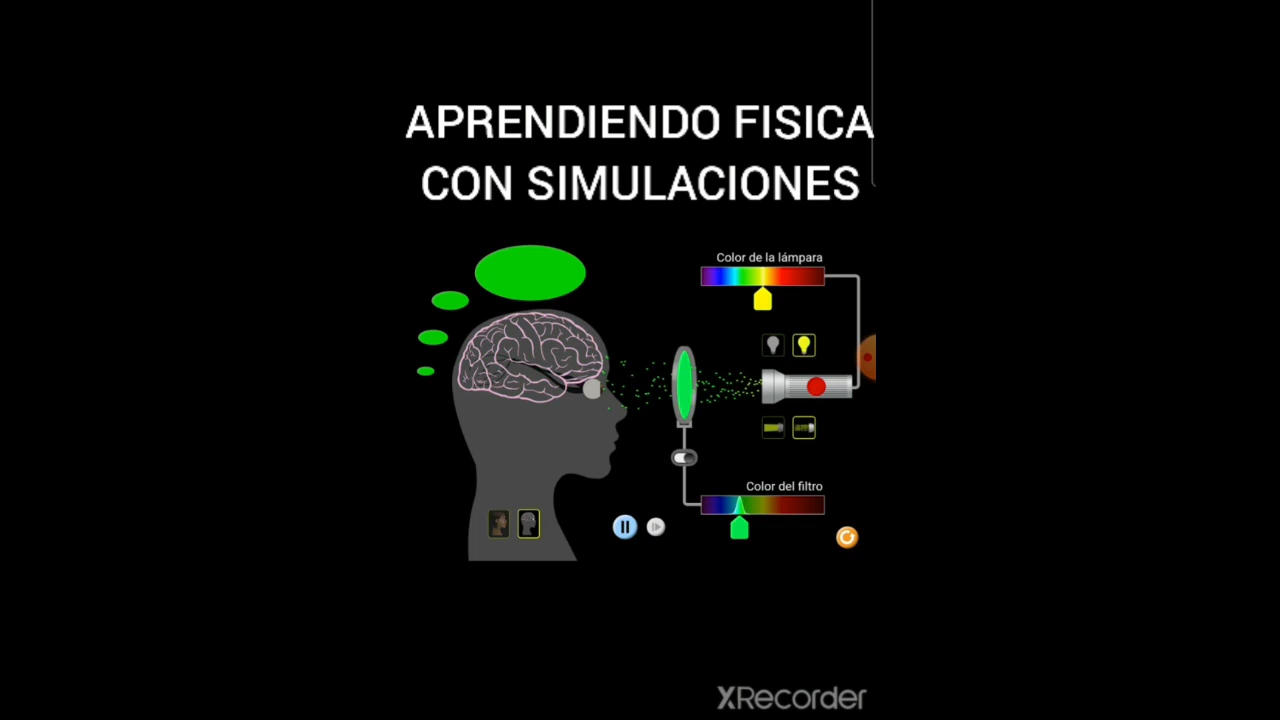 APRENDIENDO FISICA
CON SIMULACIONES
Color de la lámpara
Color del filtro
XRecorder